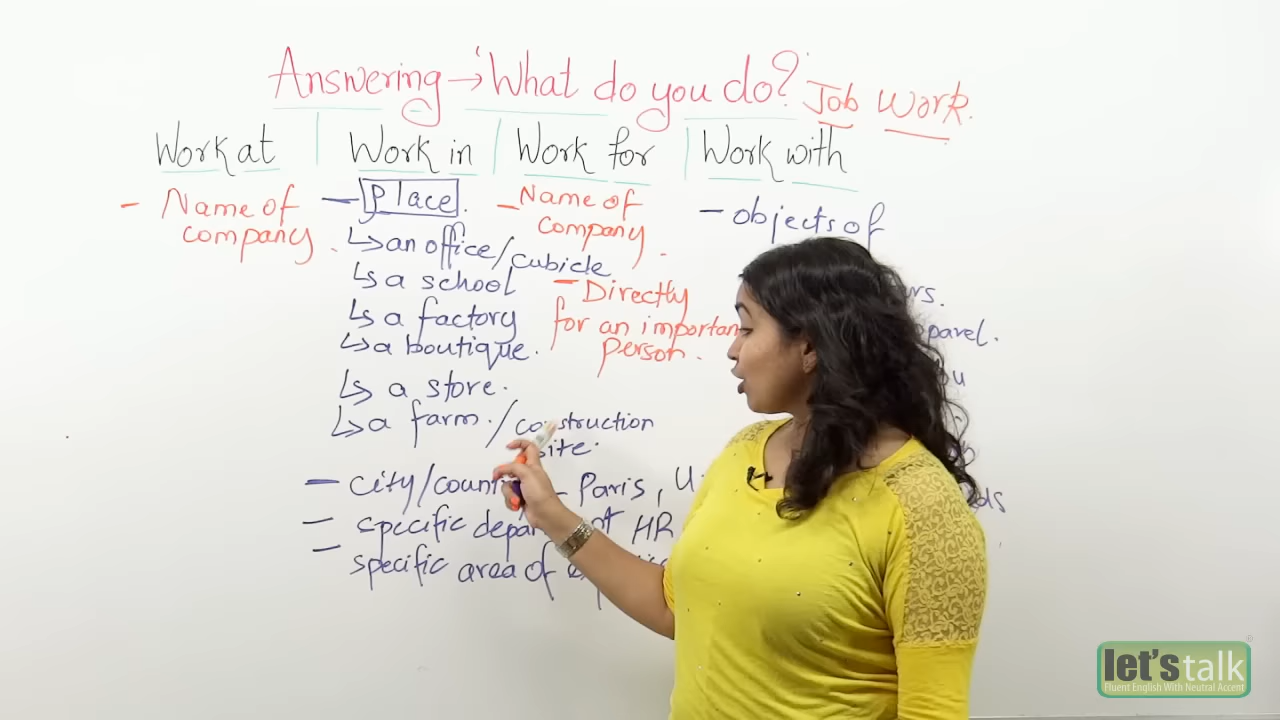 Answering → 'What do you do?' Job Work.
Work at
Work in
Work for
Work with
- Name of
company.
- Place.
↳ an office/cubicle
↳ a school
↳ a factory
↳ a boutique.
↳ a store.
↳ a farm. / construction
site.
- city/ - Paris, U.
- specific HR
- specific area of
- Name of
company.
- Directly
for an important
person.
- objects of
let's talk
Fluent English With Neutral Accent